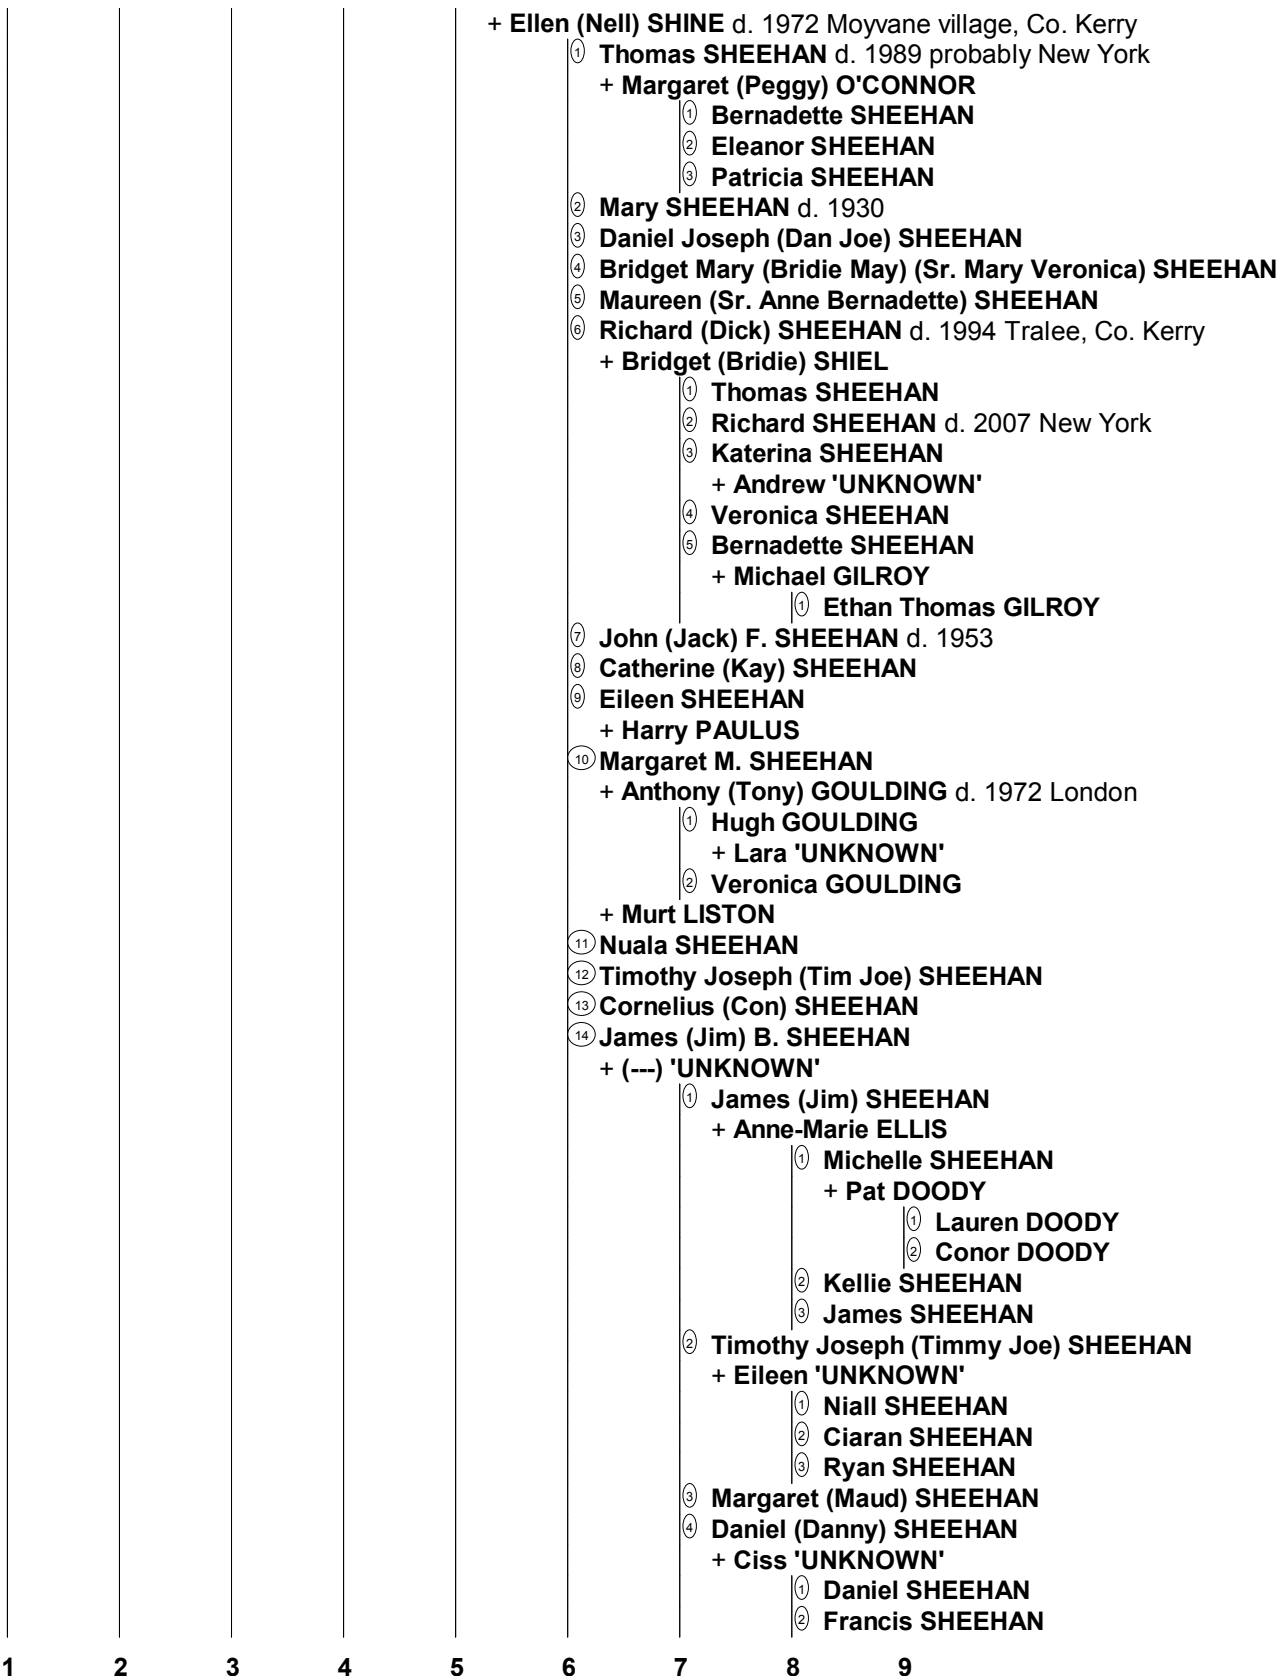 + Ellen (Nell) SHINE d. 1972 Moyvane village, Co. Kerry
1 Thomas SHEEHAN d. 1989 probably New York
+ Margaret (Peggy) O'CONNOR
1 Bernadette SHEEHAN
2 Eleanor SHEEHAN
3 Patricia SHEEHAN
2 Mary SHEEHAN d. 1930
3 Daniel Joseph (Dan Joe) SHEEHAN
4 Bridget Mary (Bridie May) (Sr. Mary Veronica) SHEEHAN
5 Maureen (Sr. Anne Bernadette) SHEEHAN
6 Richard (Dick) SHEEHAN d. 1994 Tralee, Co. Kerry
+ Bridget (Bridie) SHIEL
1 Thomas SHEEHAN
2 Richard SHEEHAN d. 2007 New York
3 Katerina SHEEHAN
+ Andrew 'UNKNOWN'
4 Veronica SHEEHAN
5 Bernadette SHEEHAN
+ Michael GILROY
1 Ethan Thomas GILROY
7 John (Jack) F. SHEEHAN d. 1953
8 Catherine (Kay) SHEEHAN
9 Eileen SHEEHAN
+ Harry PAULUS
10 Margaret M. SHEEHAN
+ Anthony (Tony) GOULDING d. 1972 London
1 Hugh GOULDING
+ Lara 'UNKNOWN'
2 Veronica GOULDING
+ Murt LISTON
11 Nuala SHEEHAN
12 Timothy Joseph (Tim Joe) SHEEHAN
13 Cornelius (Con) SHEEHAN
14 James (Jim) B. SHEEHAN
+ (---) 'UNKNOWN'
1 James (Jim) SHEEHAN
+ Anne-Marie ELLIS
1 Michelle SHEEHAN
+ Pat DOODY
1 Lauren DOODY
2 Conor DOODY
2 Kellie SHEEHAN
3 James SHEEHAN
2 Timothy Joseph (Timmy Joe) SHEEHAN
+ Eileen 'UNKNOWN'
1 Niall SHEEHAN
2 Ciaran SHEEHAN
3 Ryan SHEEHAN
3 Margaret (Maud) SHEEHAN
4 Daniel (Danny) SHEEHAN
+ Ciss 'UNKNOWN'
1 Daniel SHEEHAN
2 Francis SHEEHAN
1 2 3 4 5 6 7 8 9